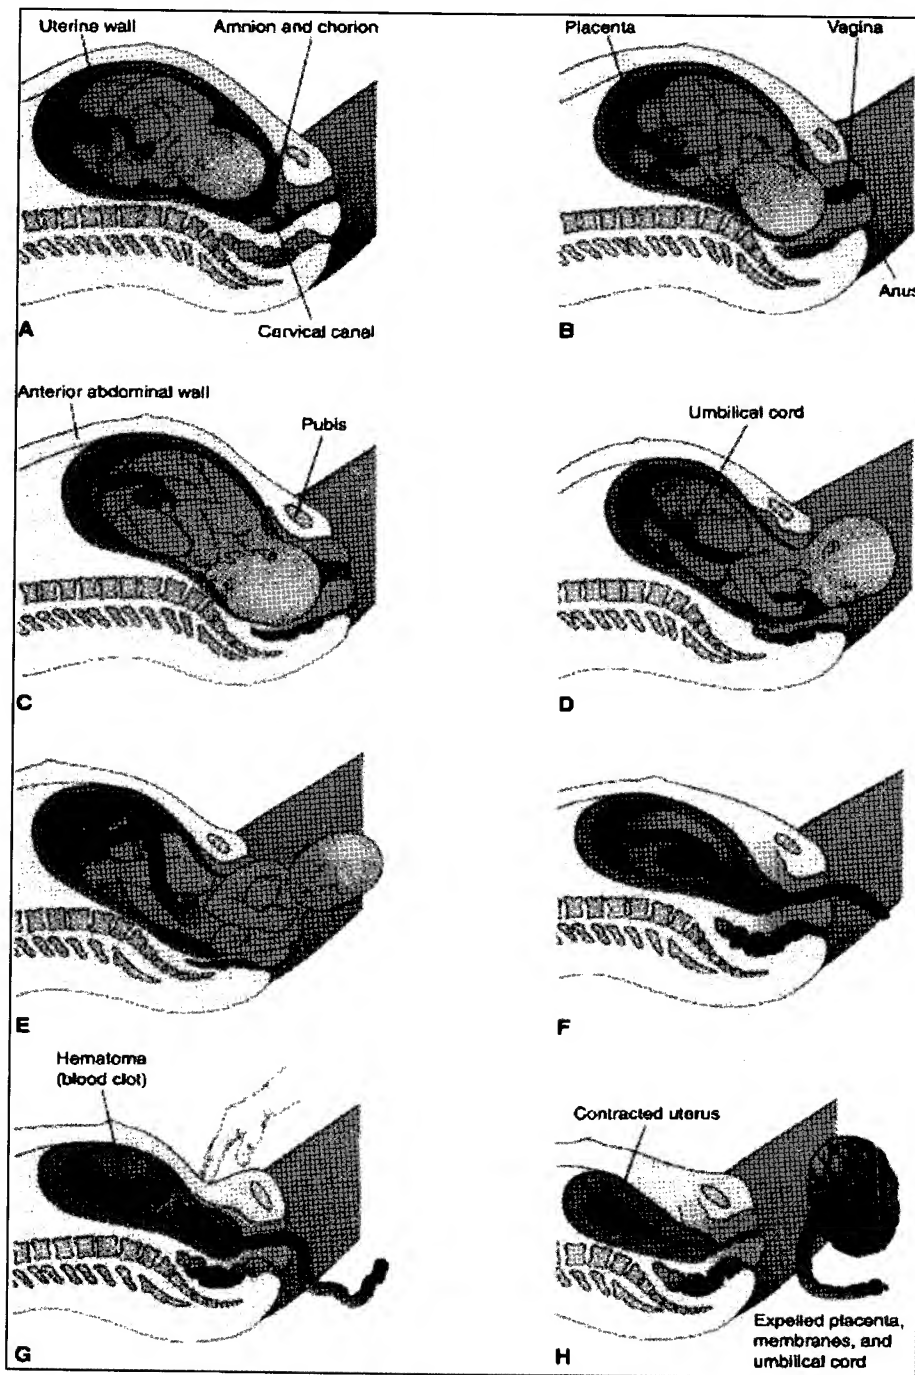 Uterine wall
Amnion and chorion
Placenta
Vagina
Anus
A
Cervical canal
B
Anterior abdominal wall
Pubis
Umbilical cord
C
D
E
F
Hematoma
(blood clot)
Contracted uterus
G
H
Expelled placenta,
membranes, and
umbilical cord